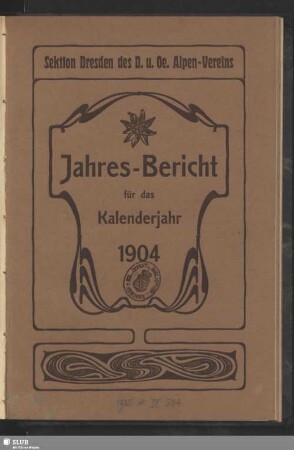 Sektion Dresden des D. u. Oe. Alpen-Vereins
Jahres-Bericht
für das
Kalenderjahr
1904
SLUB